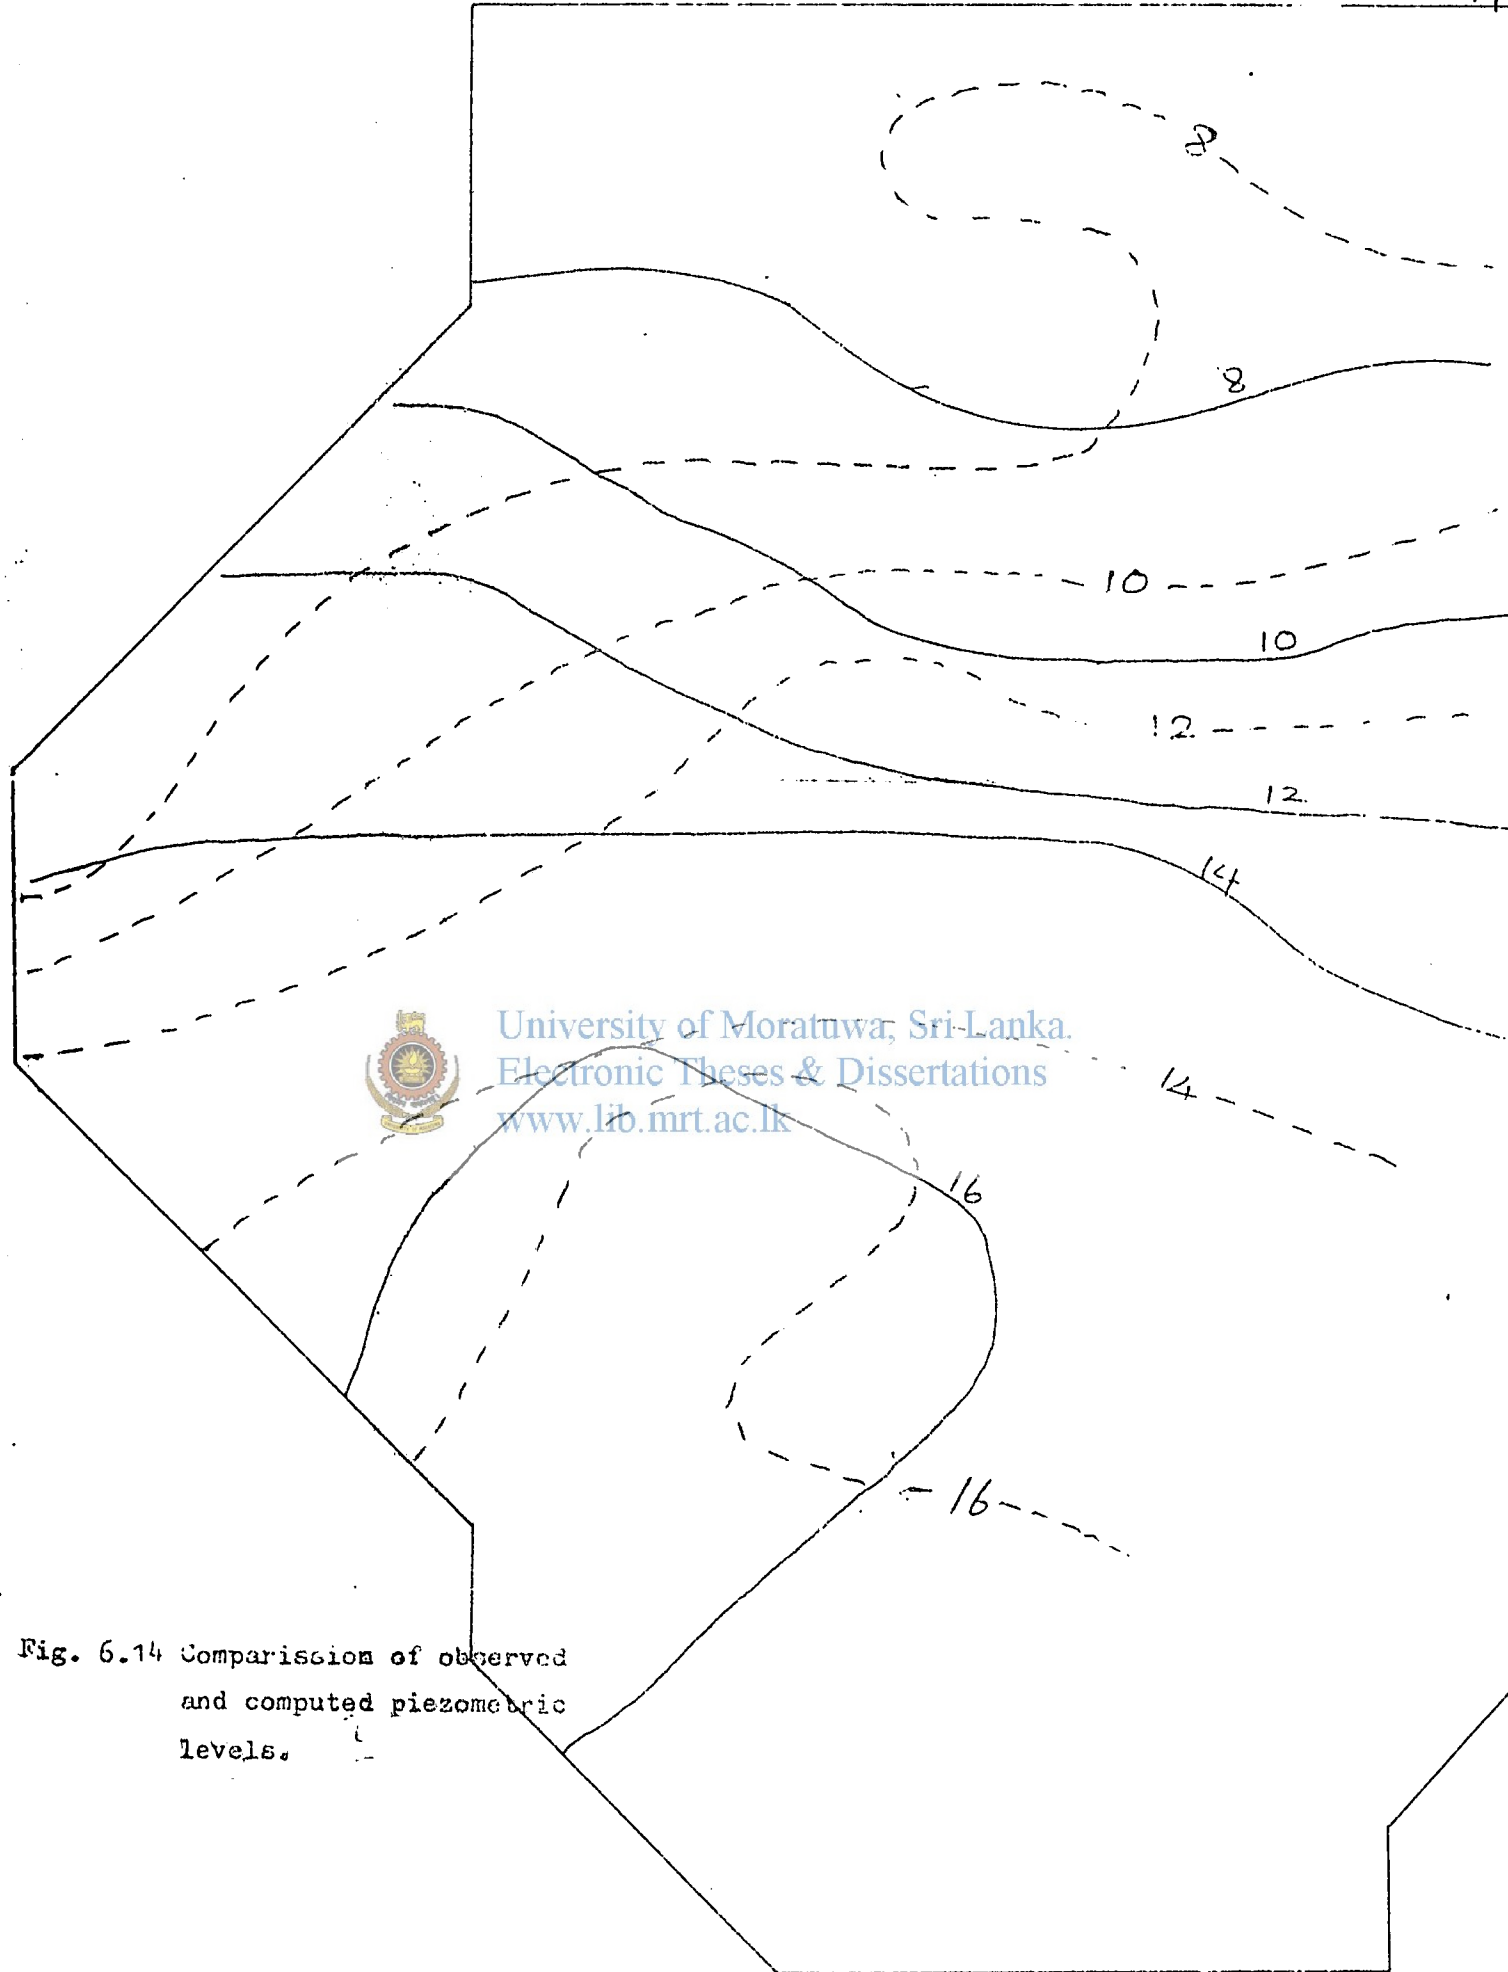 8
8
10
10
12
12
14
University of Moratuwa, Sri Lanka.
Electronic Theses & Dissertations
www.lib.mrt.ac.lk
14
16
16
Fig. 6.14 Comparission of observed
and computed piezometric
levels.